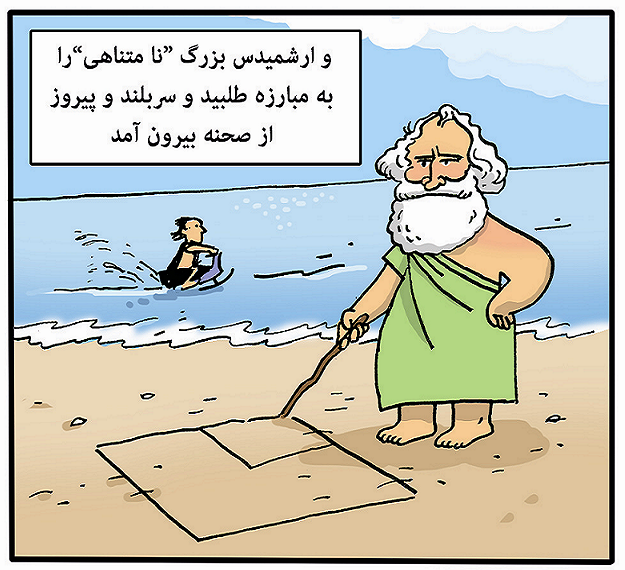 و ارشمیدس بزرگ ”نا متناهی“را
به مبارزه طلبید و سربلند و پیروز
از صحنه بیرون آمد